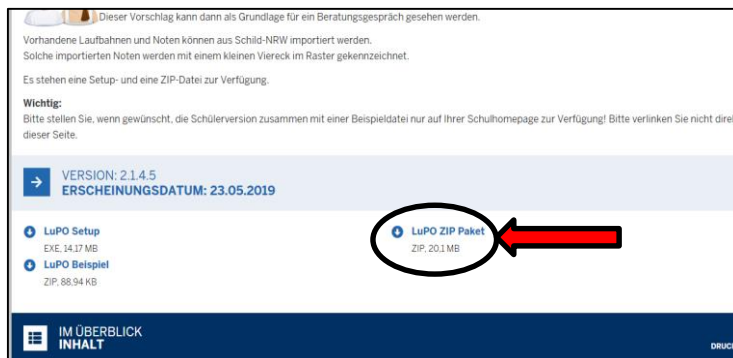 Dieser Vorschlag kann dann als Grundlage für ein Beratungsgespräch gesehen werden.
Vorhandene Laufbahnen und Noten können aus Schild-NRW importiert werden.
Solche importierten Noten werden mit einem kleinen Viereck im Raster gekennzeichnet.
Es stehen eine Setup- und eine ZIP-Datei zur Verfügung.
Wichtig:
Bitte stellen Sie, wenn gewünscht, die Schülerversion zusammen mit einer Beispieldatei nur auf Ihrer Schulhomepage zur Verfügung! Bitte verlinken Sie nicht dire
dieser Seite.
VERSION: 2.1.4.5
ERSCHEINUNGSDATUM: 23.05.2019
LuPO Setup
EXE, 14.17 MB
LuPO Beispiel
ZIP, 88.94 KB
LuPO ZIP Paket
ZIP, 20.1 MB
IM ÜBERBLICK
INHALT
DRUC